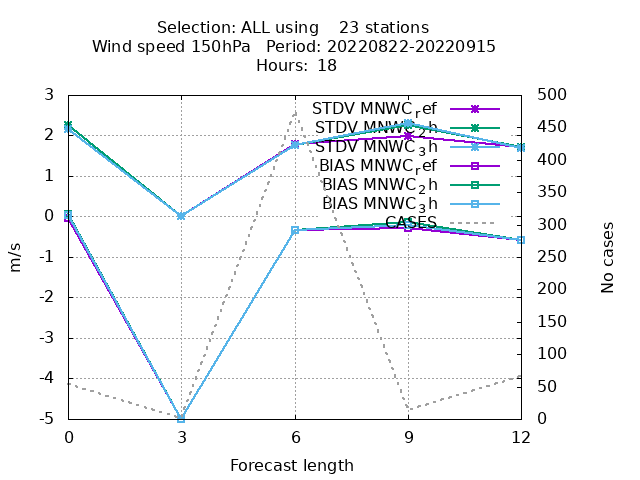 Selection: ALL using 23 stations
Wind speed 150hPa Period: 20220822-20220915
Hours: 18
3
2
1
0
-1
-2
-3
-4
-5
m/s
STDV MNWC_ref
STDV MNWC_2h
STDV MNWC_3h
BIAS MNWC_ref
BIAS MNWC_2h
BIAS MNWC_3h
CASES
500
450
400
350
300
250
200
150
100
50
0
No cases
0 3 6 9 12
Forecast length